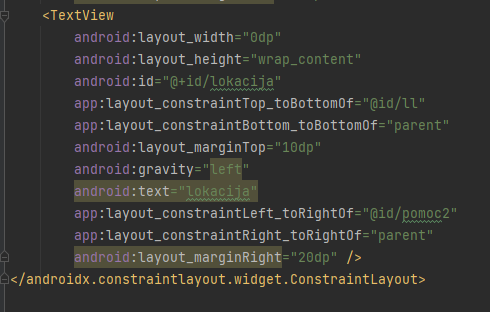 <TextView
android:layout_width="0dp"
android:layout_height="wrap_content"
android:id="@+id/lokacija"
app:layout_constraintTop_toBottomOf="@id/ll"
app:layout_constraintBottom_toBottomOf="parent"
android:layout_marginTop="10dp"
android:gravity="left"
android:text="lokacija"
app:layout_constraintLeft_toRightOf="@id/pomoc2"
app:layout_constraintRight_toRightOf="parent"
android:layout_marginRight="20dp" />
</androidx.constraintlayout.widget.ConstraintLayout>